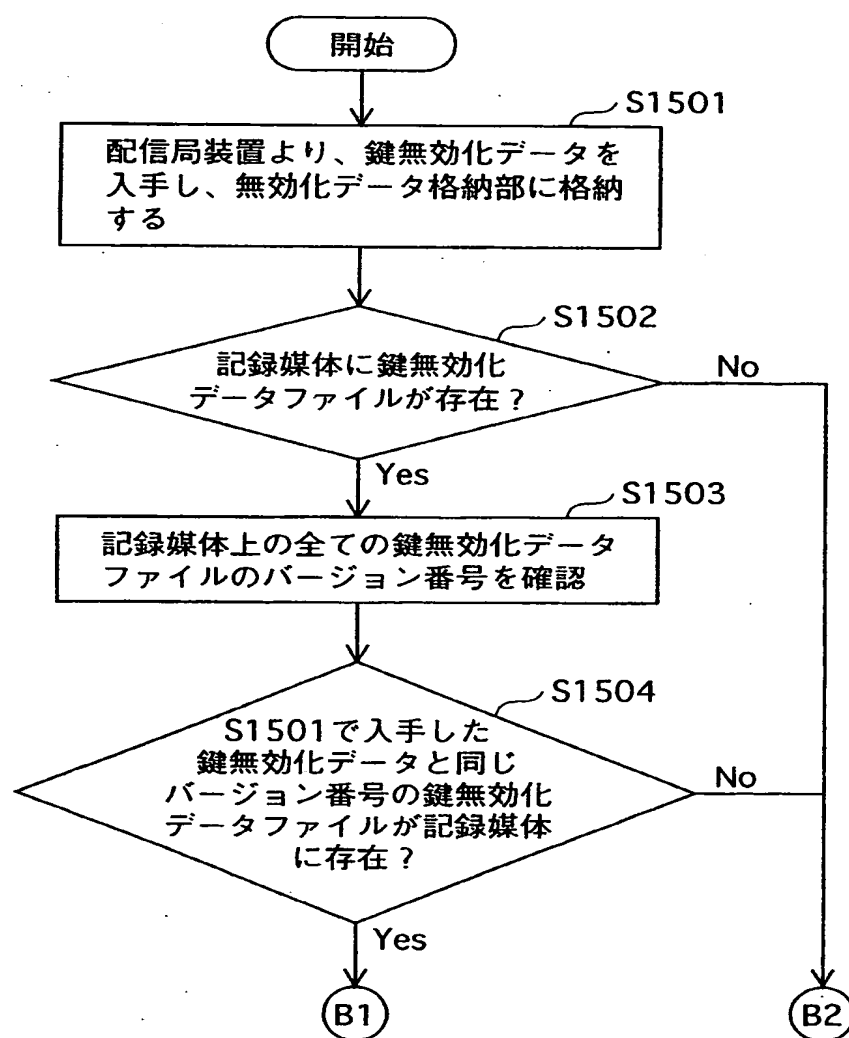 開始
S1501
配信局装置より、鍵無効化データを
入手し、無効化データ格納部に格納
する
S1502
記録媒体に鍵無効化
データファイルが存在？
No
Yes
S1503
記録媒体上の全ての鍵無効化データ
ファイルのバージョン番号を確認
S1504
S1501で入手した
鍵無効化データと同じ
バージョン番号の鍵無効化
データファイルが記録媒体
に存在？
No
Yes
B1
B2